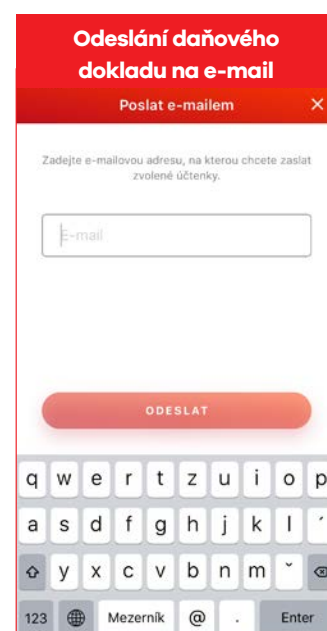 Odeslání daňového
dokladu na e-mail
Poslat e-mailem ×
Zadejte e-mailovou adresu, na kterou chcete zaslat
zvolené účtenky.
E-mail
ODESLAT
q w e r t z u i o p
a s d f g h j k l ´
y x c v b n m ˇ
123 Mezerník @ . Enter